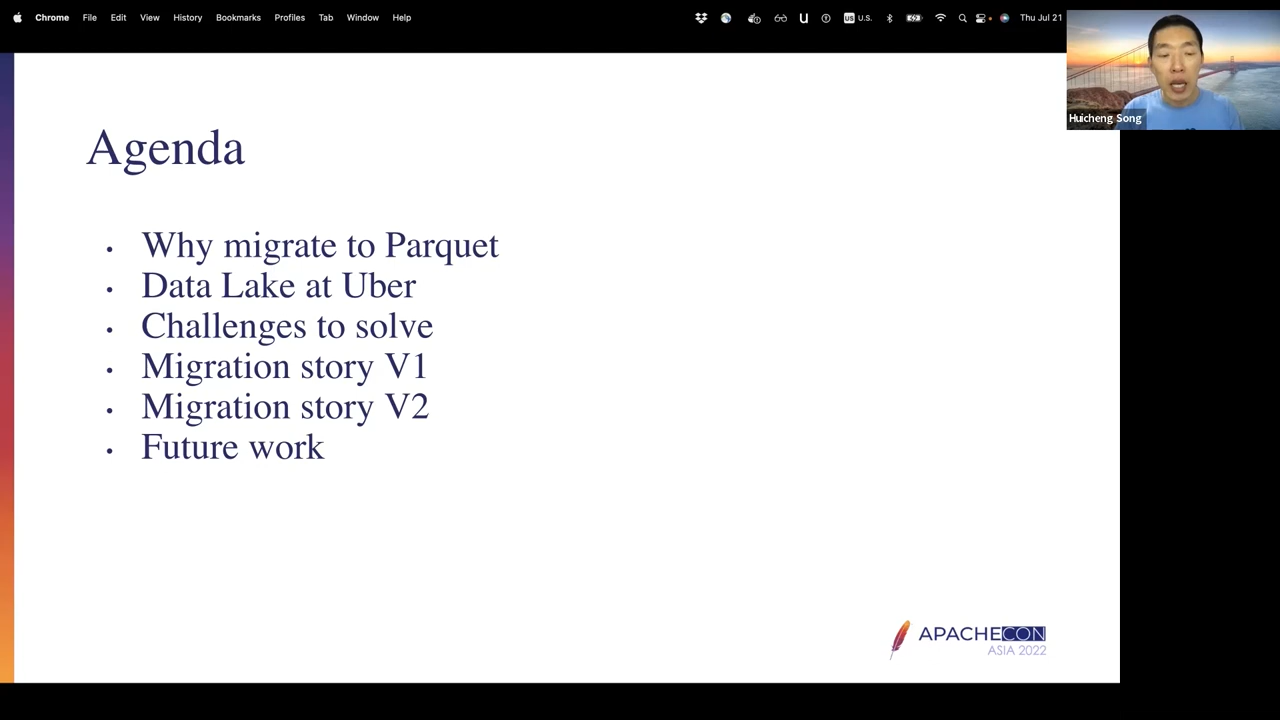 Chrome File Edit View History Bookmarks Profiles Tab Window Help U.S. Thu Jul 21
Huicheng Song
Agenda
• Why migrate to Parquet
• Data Lake at Uber
• Challenges to solve
• Migration story V1
• Migration story V2
• Future work
APACHECON
ASIA 2022